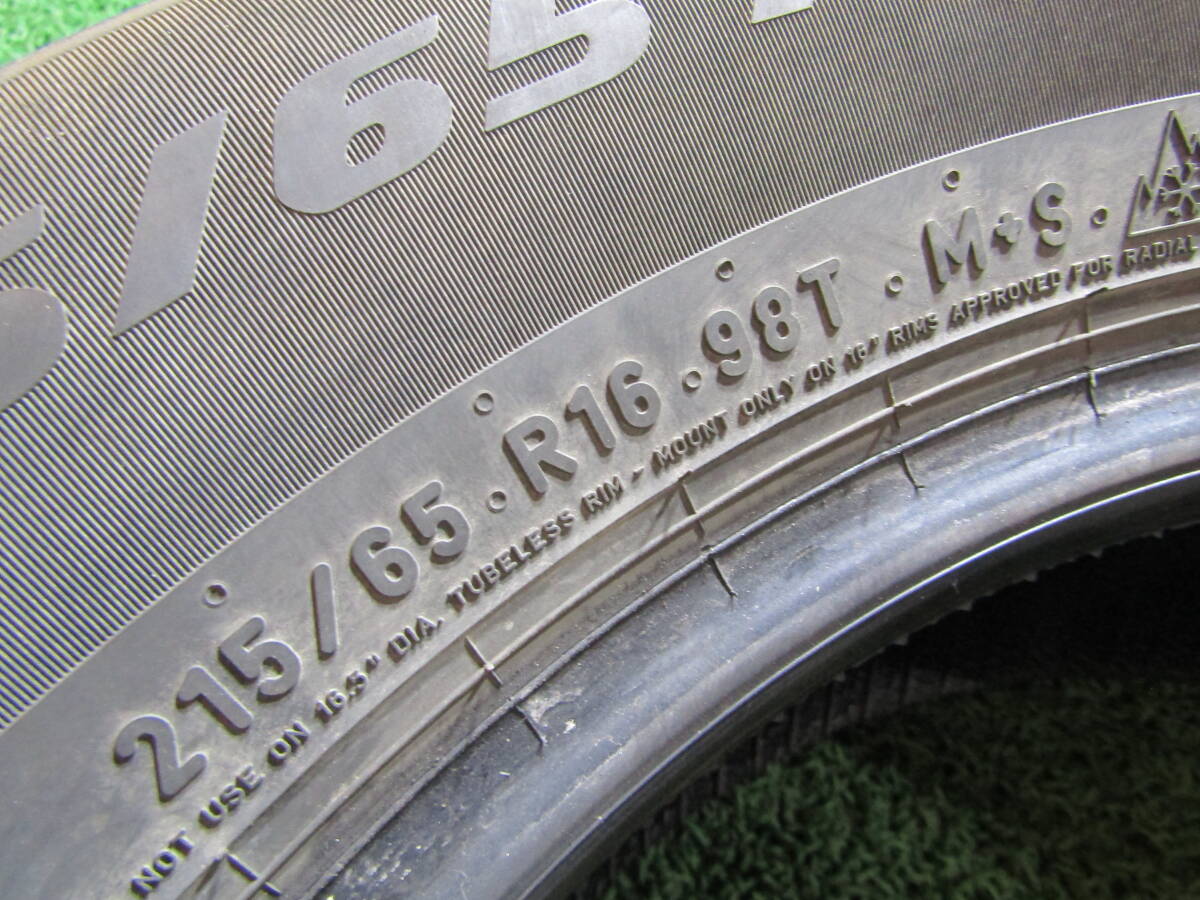 5/65
215/65 R16 98T M+S
NOT USE ON 16.5" DIA. TUBELESS RIM - MOUNT ONLY ON 16" RIMS APPROVED FOR RADIAL